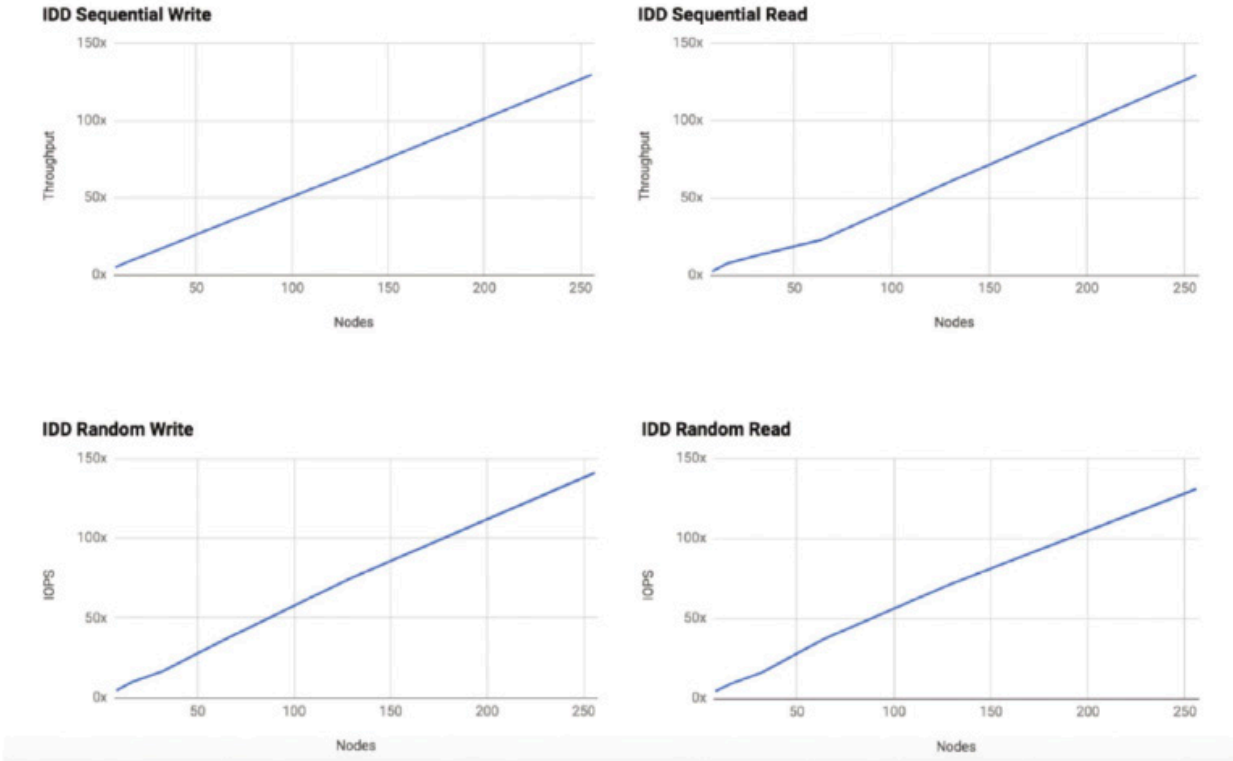 IDD Sequential Write
150x
100x
50x
0x
Throughput
50 100 150 200 250
Nodes
IDD Sequential Read
150x
100x
50x
0x
Throughput
50 100 150 200 250
Nodes
IDD Random Write
150x
100x
50x
0x
IOPS
50 100 150 200 250
Nodes
IDD Random Read
150x
100x
50x
0x
IOPS
50 100 150 200 250
Nodes